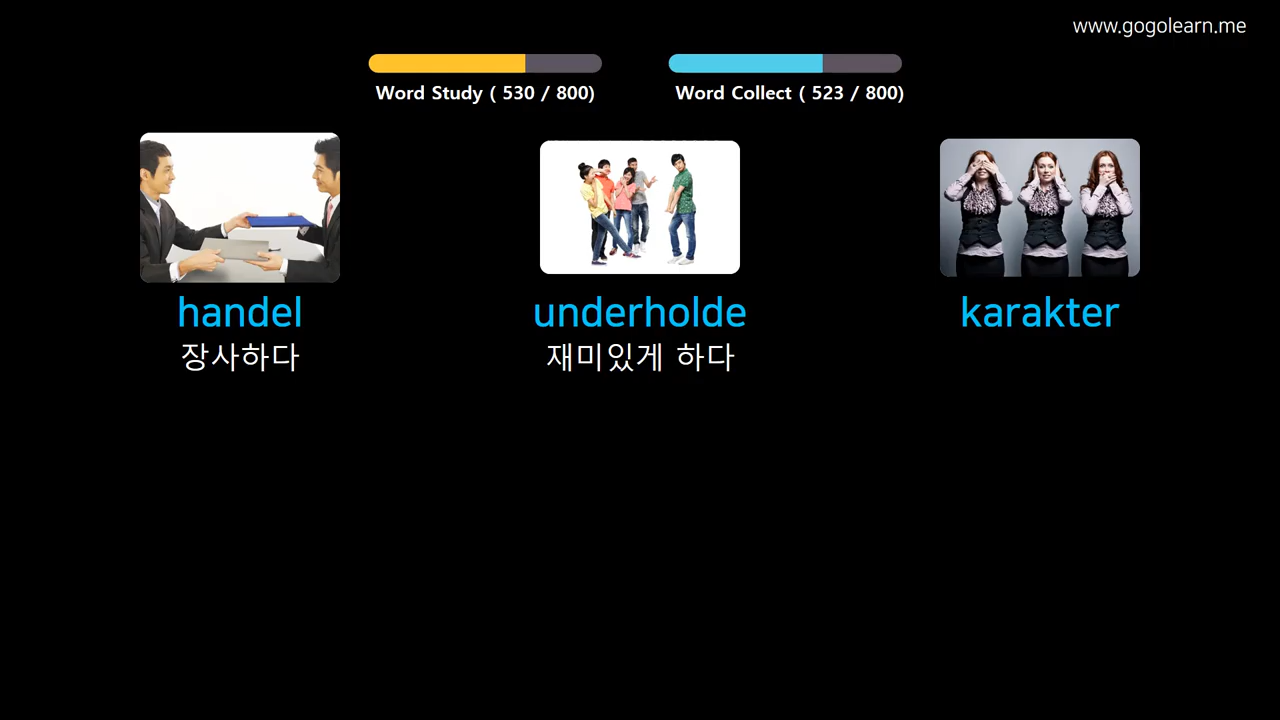 www.gogolearn.me
Word Study ( 530 / 800)
Word Collect ( 523 / 800)
handel
장사하다
underholde
재미있게 하다
karakter